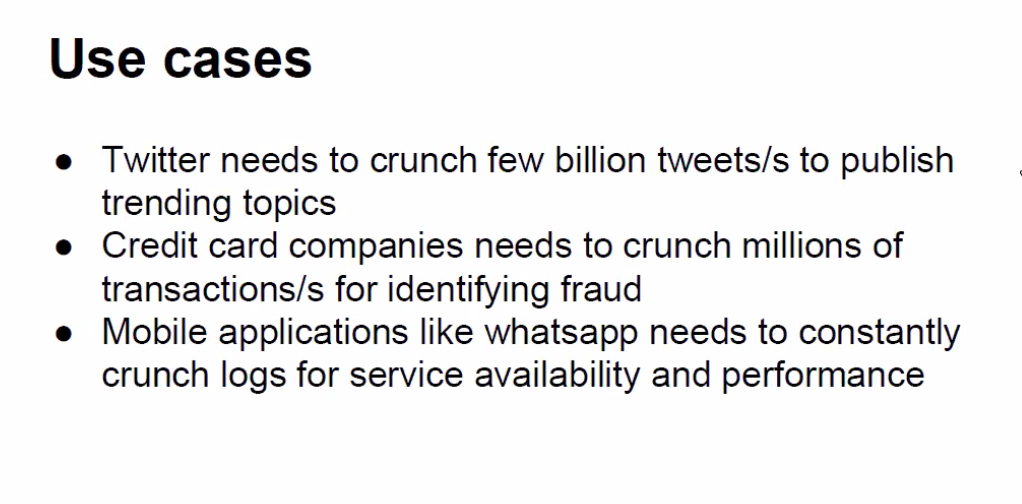 Use cases
● Twitter needs to crunch few billion tweets/s to publish
trending topics
● Credit card companies needs to crunch millions of
transactions/s for identifying fraud
● Mobile applications like whatsapp needs to constantly
crunch logs for service availability and performance